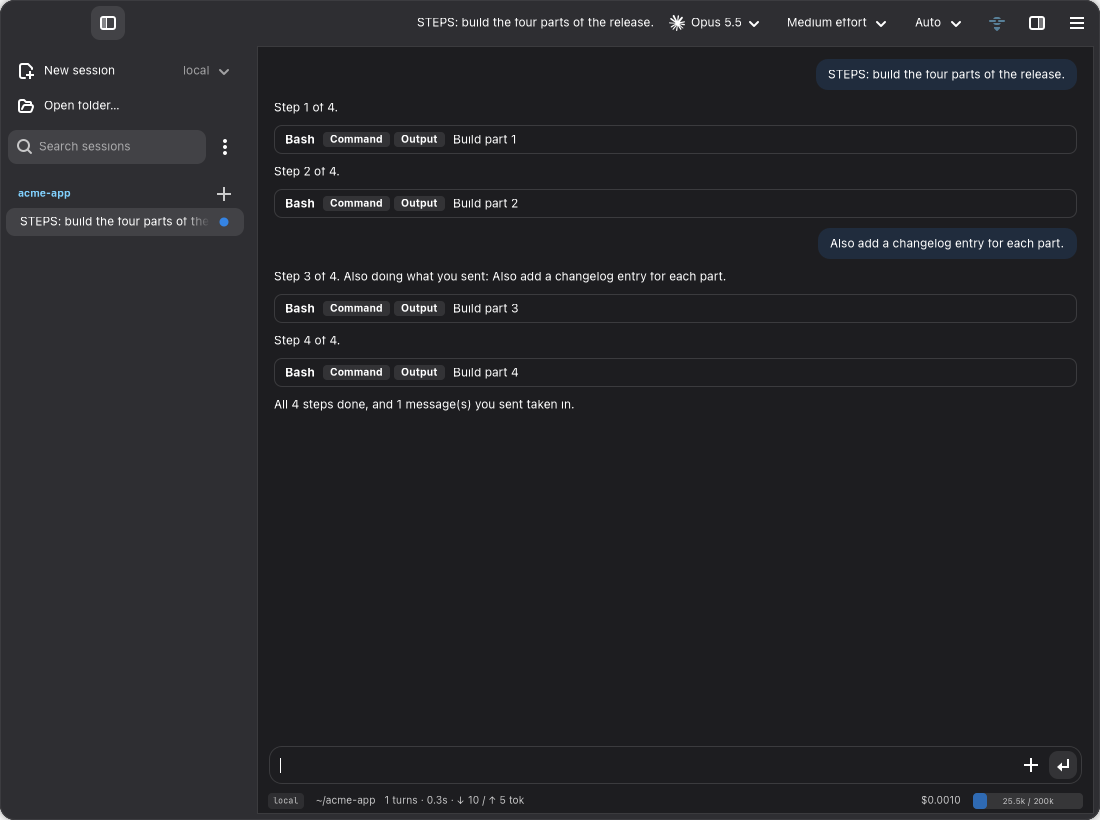 STEPS: build the four parts of the release.
Opus 5.5
Medium effort
Auto
New session
local
Open folder...
Search sessions
acme-app
STEPS: build the four parts of the
STEPS: build the four parts of the release.
Step 1 of 4.
Bash Command Output Build part 1
Step 2 of 4.
Bash Command Output Build part 2
Also add a changelog entry for each part.
Step 3 of 4. Also doing what you sent: Also add a changelog entry for each part.
Bash Command Output Build part 3
Step 4 of 4.
Bash Command Output Build part 4
All 4 steps done, and 1 message(s) you sent taken in.
local ~/acme-app 1 turns · 0.3s · ↓ 10 / ↑ 5 tok
$0.0010 25.5k / 200k